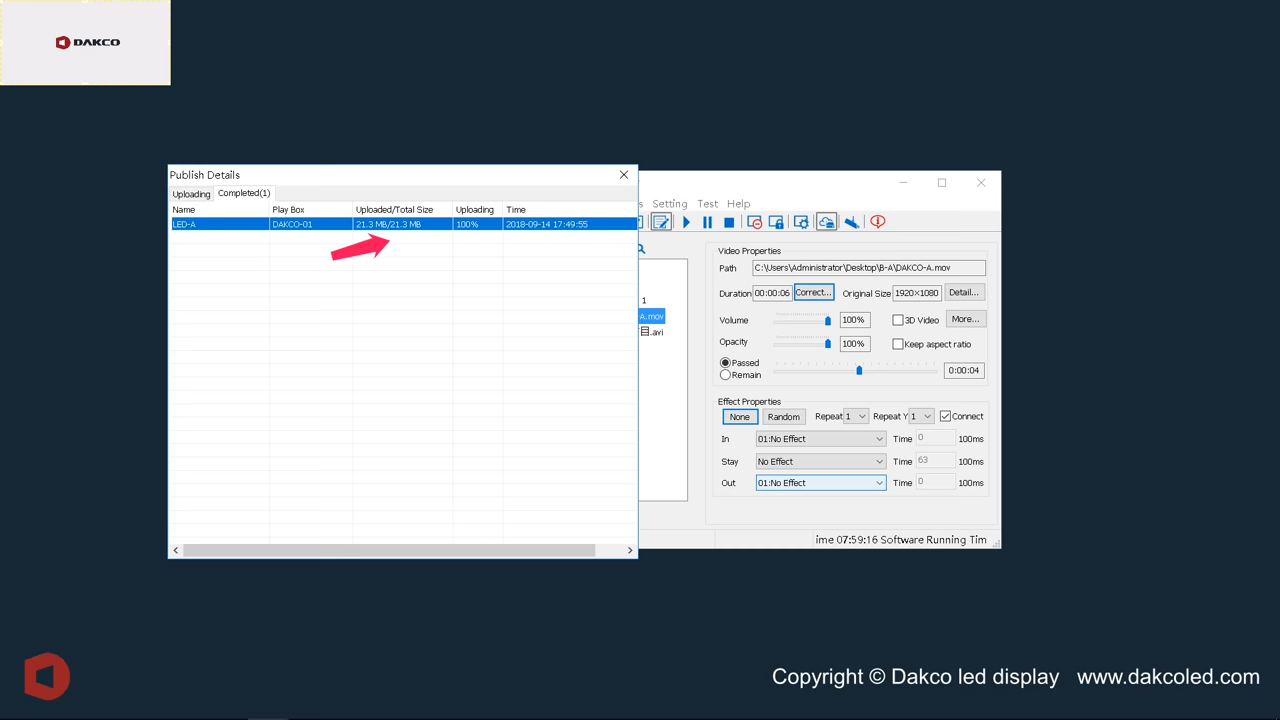 DAKCO
Publish Details
Uploading Completed(1)
Name Play Box Uploaded/Total Size Uploading Time
LED-A DAKCO-01 21.3 MB/21.3 MB 100% 2018-09-14 17:49:55
s Setting Test Help
1
A.mov
.avi
Video Properties
Path C:\Users\Administrator\Desktop\B-A\DAKCO-A.mov
Duration 00:00:06 Correct... Original Size 1920×1080 Detail...
Volume 100% 3D Video More...
Opacity 100% Keep aspect ratio
Passed
Remain 0:00:04
Effect Properties
None Random Repeat 1 Repeat Y 1 Connect
In 01:No Effect Time 0 100ms
Stay No Effect Time 63 100ms
Out 01:No Effect Time 0 100ms
ime 07:59:16 Software Running Tim
Copyright © Dakco led display www.dakcoled.com